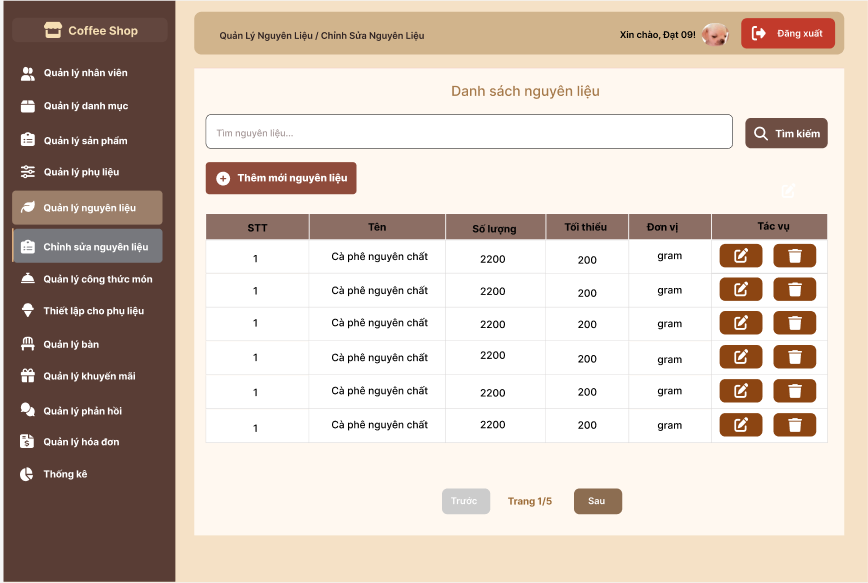 Coffee Shop
Quản lý nhân viên
Quản lý danh mục
Quản lý sản phẩm
Quản lý phụ liệu
Quản lý nguyên liệu
Chỉnh sửa nguyên liệu
Quản lý công thức món
Thiết lập cho phụ liệu
Quản lý bàn
Quản lý khuyến mãi
Quản lý phản hồi
Quản lý hóa đơn
Thống kê
Quản Lý Nguyên Liệu / Chỉnh Sửa Nguyên Liệu
Xin chào, Đạt 09!
Đăng xuất
Danh sách nguyên liệu
Tìm nguyên liệu...
Tìm kiếm
Thêm mới nguyên liệu
STT Tên Số lượng Tối thiểu Đơn vị Tác vụ
1 Cà phê nguyên chất 2200 200 gram
1 Cà phê nguyên chất 2200 200 gram
1 Cà phê nguyên chất 2200 200 gram
1 Cà phê nguyên chất 2200 200 gram
1 Cà phê nguyên chất 2200 200 gram
1 Cà phê nguyên chất 2200 200 gram
Trước Trang 1/5 Sau